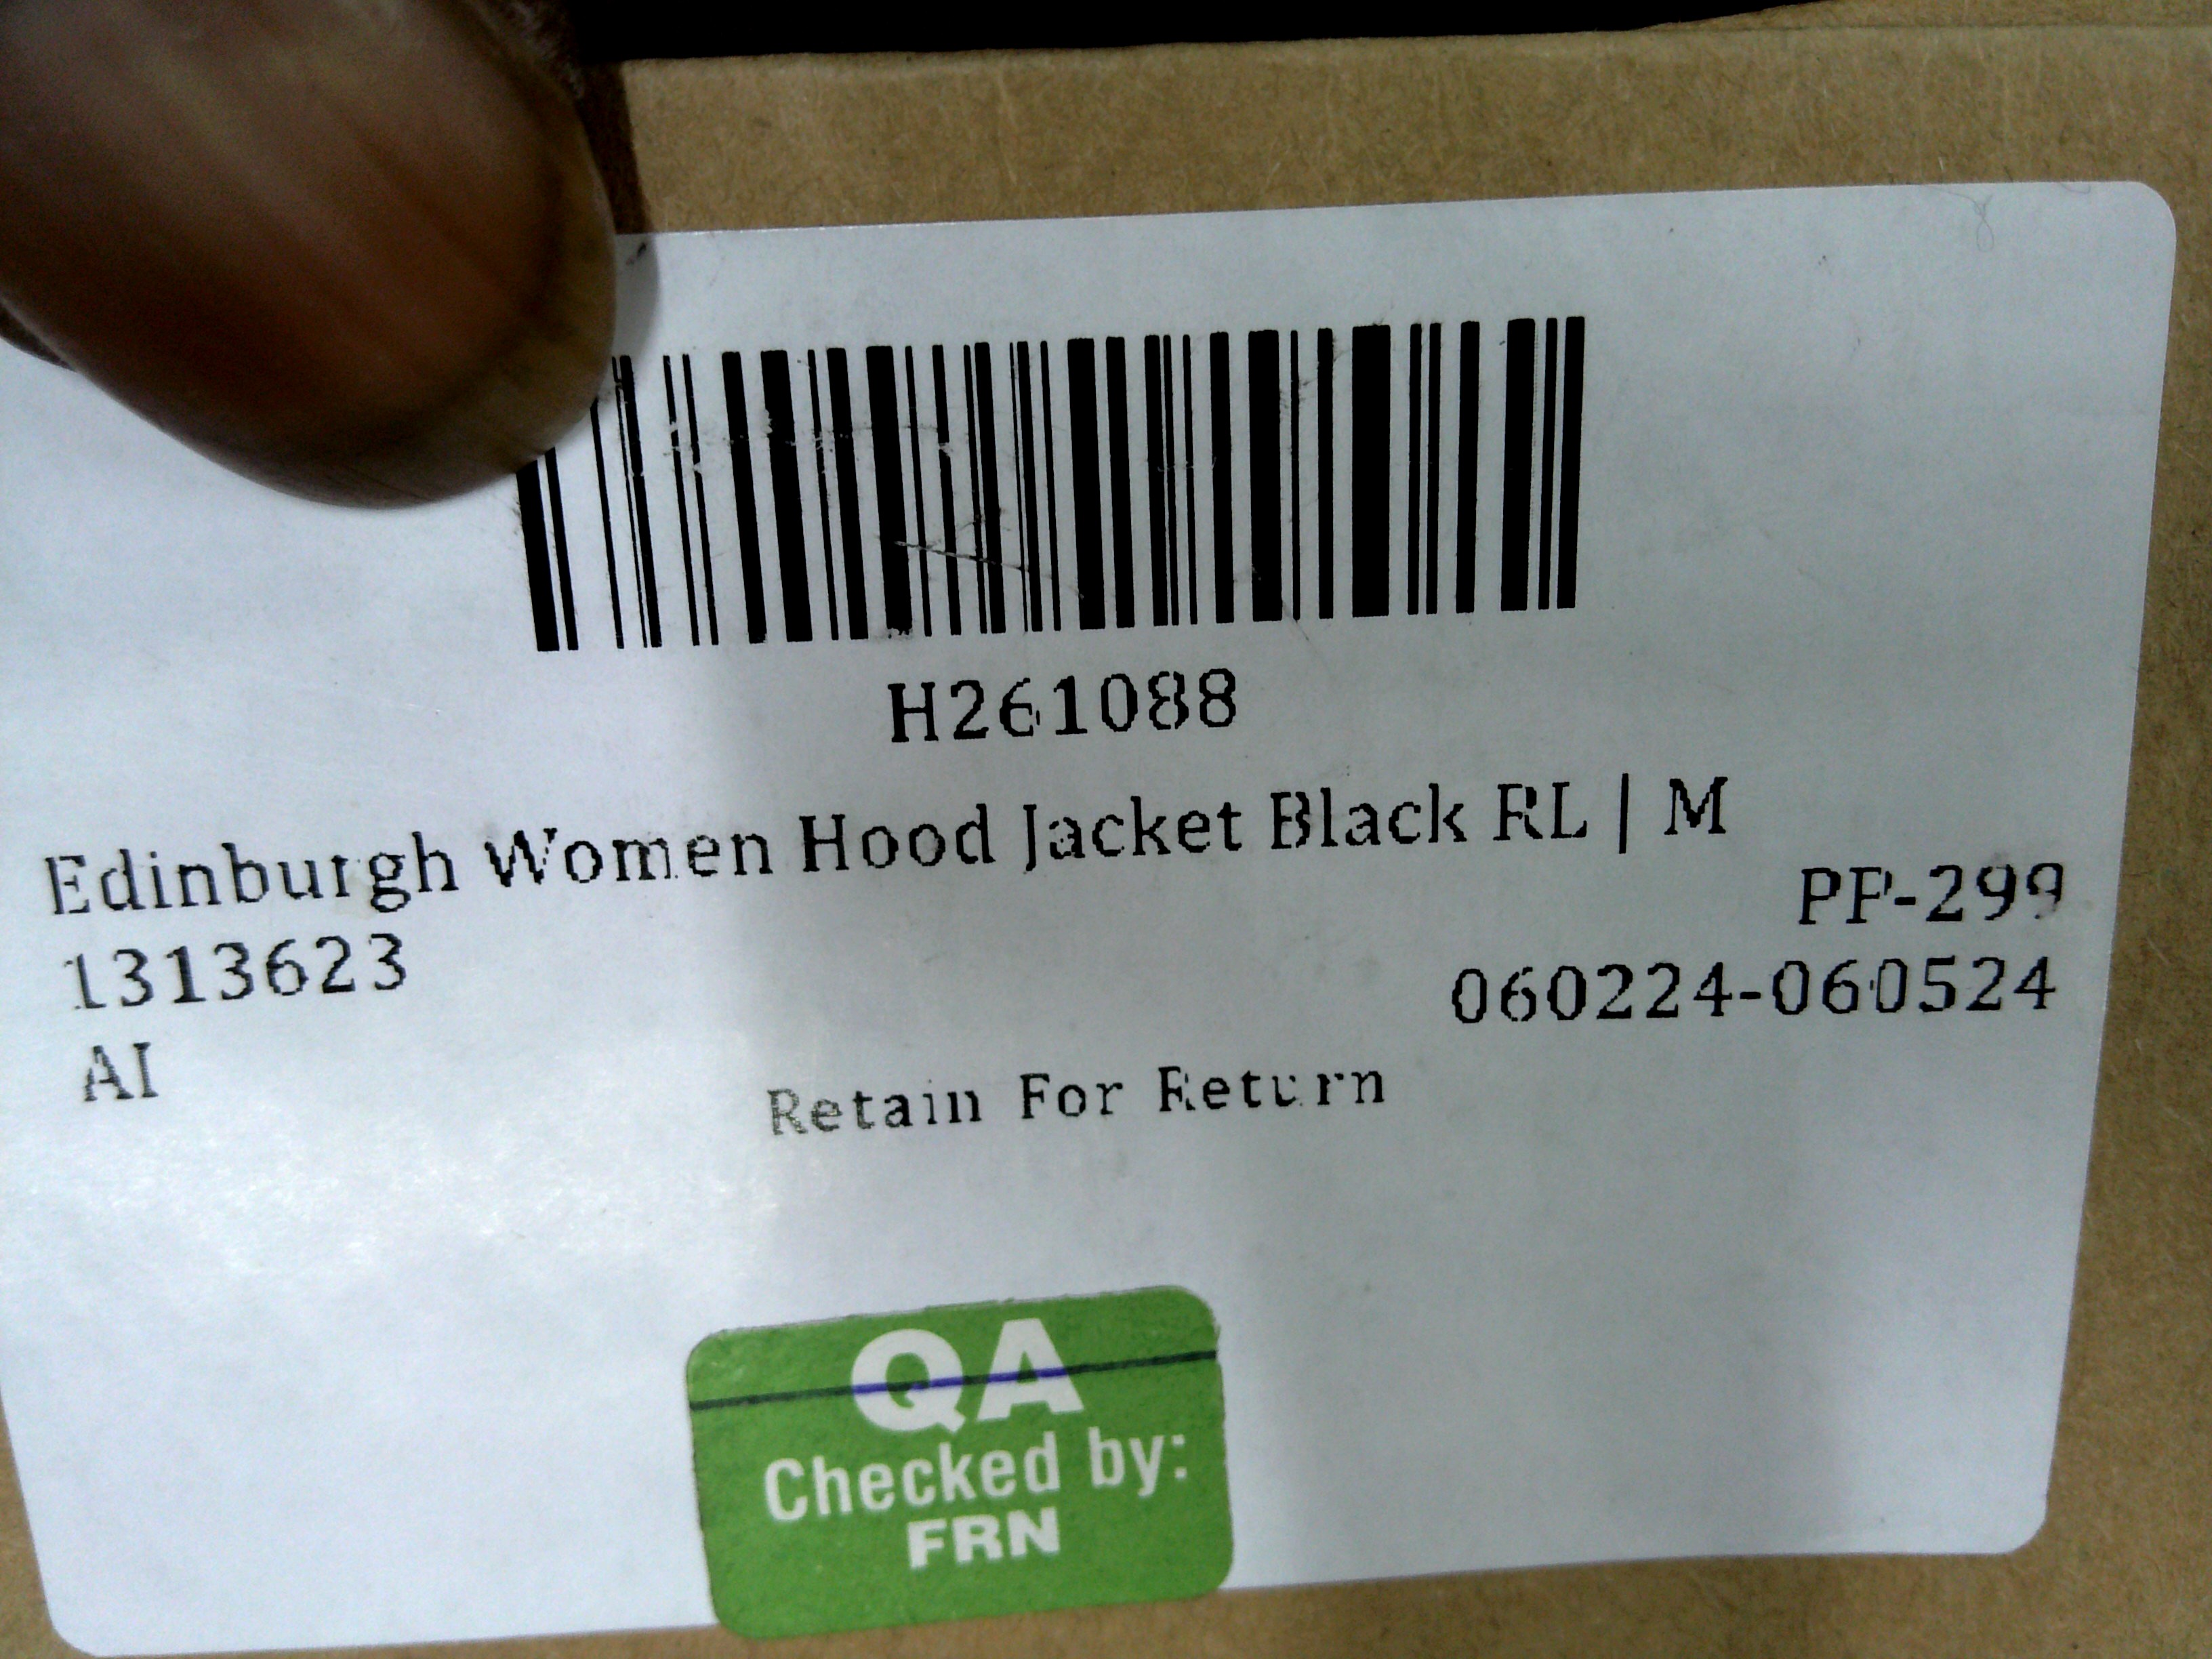 H261088
Edinburgh Women Hood Jacket Black RL | M
PP-299
1313623
060224-060524
AI
Retain For Return
QA
Checked by:
FRN